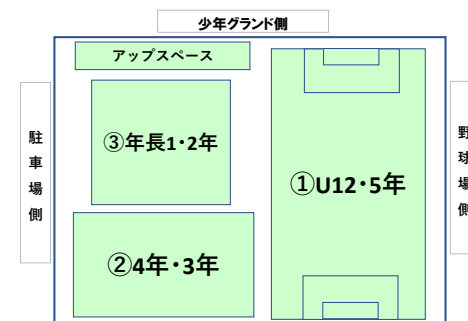 少年グランド側
アップスペース
③年長1・2年
①U12・5年
②4年・3年
駐車場側
野球場側